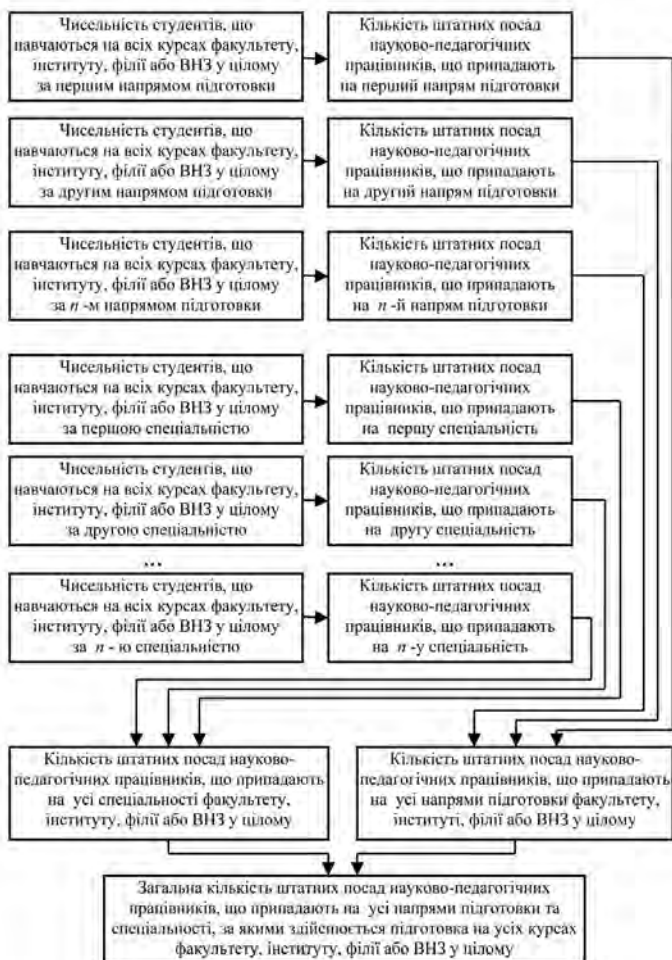 Чисельність студентів, що
навчаються на всіх курсах факультету,
інституту, філії або ВНЗ у цілому
за першим напрямом підготовки
Кількість штатних посад
науково-педагогічних
працівників, що припадають
на перший напрям підготовки
Чисельність студентів, що
навчаються на всіх курсах факультету,
інституту, філії або ВНЗ у цілому
за другим напрямом підготовки
Кількість штатних посад
науково-педагогічних
працівників, що припадають
на другий напрям підготовки
Чисельність студентів, що
навчаються на всіх курсах факультету,
інституту, філії або ВНЗ у цілому
за n -м напрямом підготовки
Кількість штатних посад
науково-педагогічних
працівників, що припадають
на n -й напрям підготовки
Чисельність студентів, що
навчаються на всіх курсах факультету,
інституту, філії або ВНЗ у цілому
за першою спеціальністю
Кількість штатних посад
науково-педагогічних
працівників, що припадають
на першу спеціальність
Чисельність студентів, що
навчаються на всіх курсах факультету,
інституту, філії або ВНЗ у цілому
за другою спеціальністю
Кількість штатних посад
науково-педагогічних
працівників, що припадають
на другу спеціальність
...
...
Чисельність студентів, що
навчаються на всіх курсах факультету,
інституту, філії або ВНЗ у цілому
за n - ю спеціальністю
Кількість штатних посад
науково-педагогічних
працівників, що припадають
на n -у спеціальність
Кількість штатних посад науково-
педагогічних працівників, що припадають
на усі спеціальності факультету,
інституту, філії або ВНЗ у цілому
Кількість штатних посад науково-
педагогічних працівників, що припадають
на усі напрями підготовки факультету,
інституті, філії або ВНЗ у цілому
Загальна кількість штатних посад науково-педагогічних
працівників, що припадають на усі напрями підготовки та
спеціальності, за якими здійснюється підготовка на усіх курсах
факультету, інституту, філії або ВНЗ у цілому